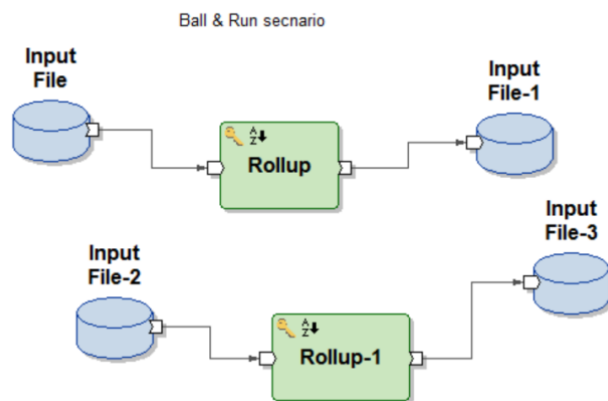 Ball & Run secnario
Input
File
Input
File-1
A
Z
Rollup
Input
File-2
Input
File-3
A
Z
Rollup-1